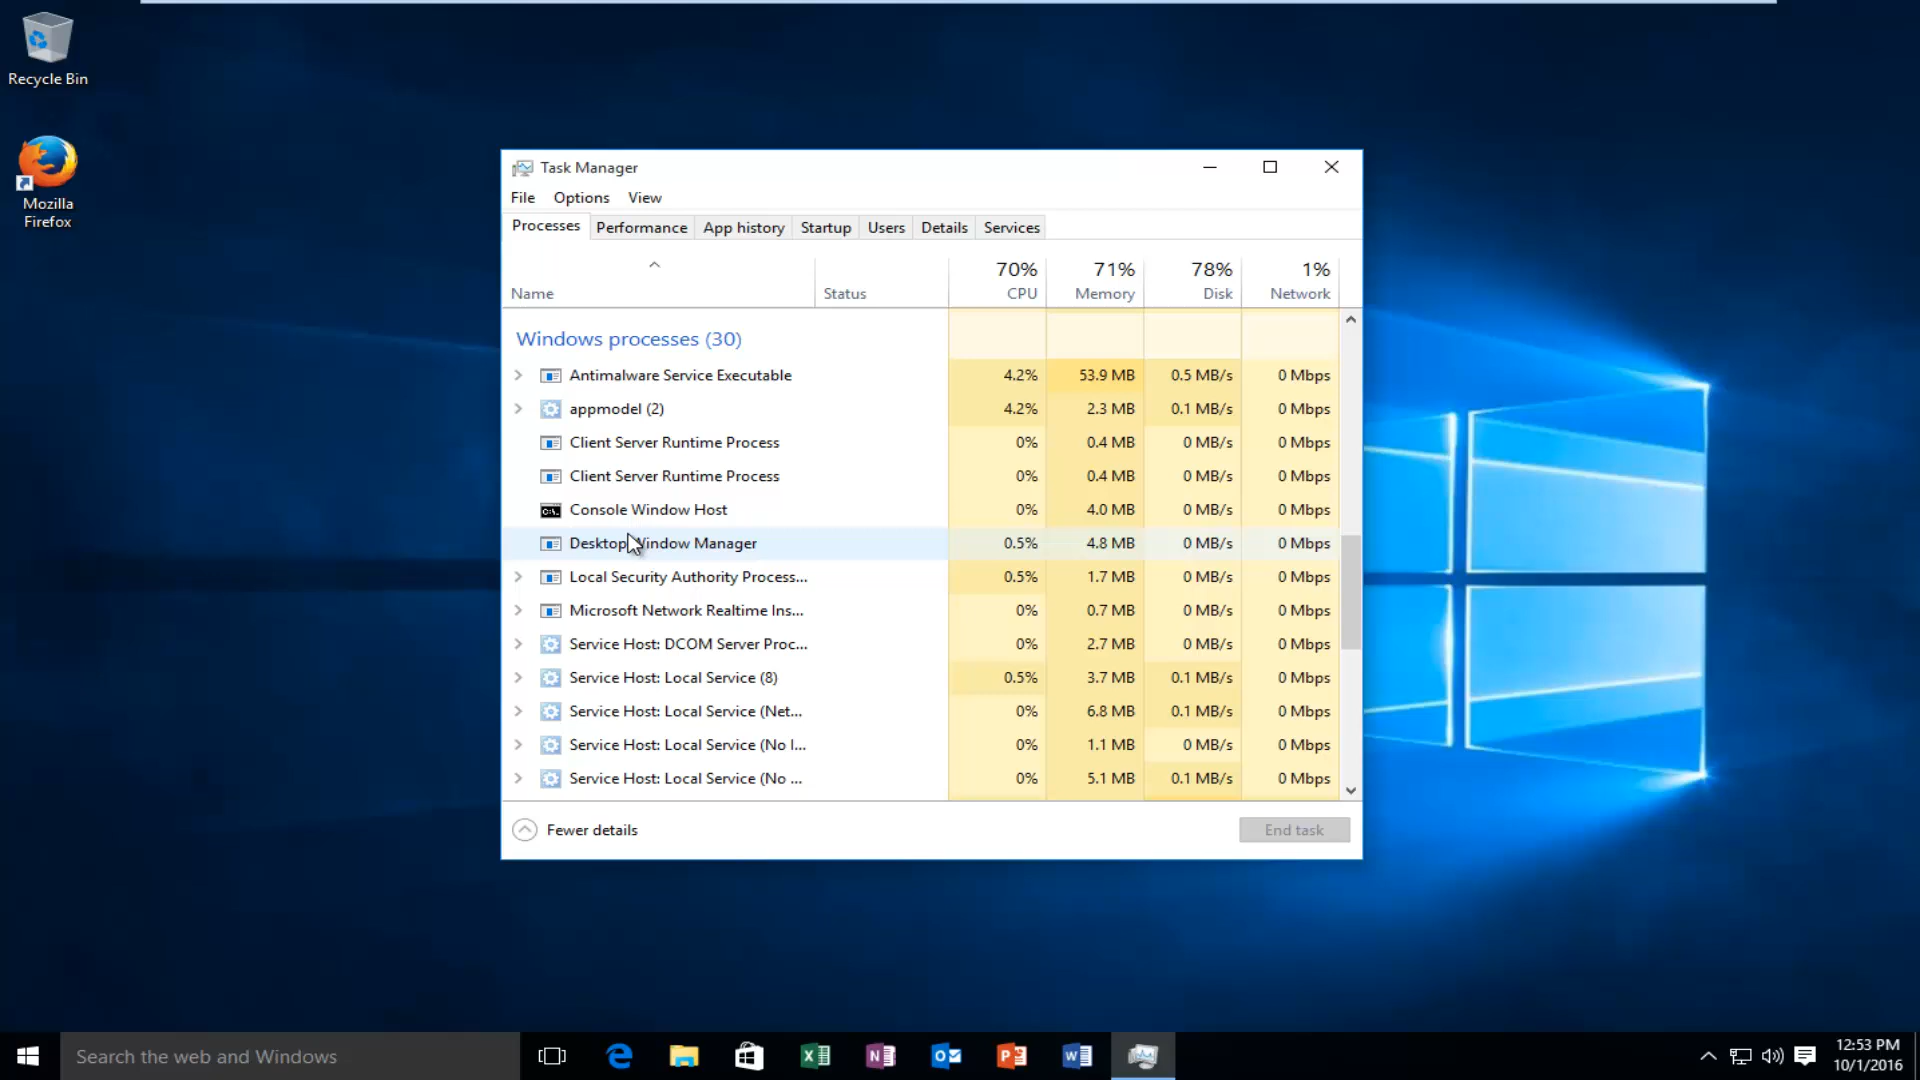 Recycle Bin
Mozilla
Firefox
Task Manager
File Options View
Processes Performance App history Startup Users Details Services
70% 71% 78% 1%
Name Status CPU Memory Disk Network
Windows processes (30)
Antimalware Service Executable 4.2% 53.9 MB 0.5 MB/s 0 Mbps
appmodel (2) 4.2% 2.3 MB 0.1 MB/s 0 Mbps
Client Server Runtime Process 0% 0.4 MB 0 MB/s 0 Mbps
Client Server Runtime Process 0% 0.4 MB 0 MB/s 0 Mbps
Console Window Host 0% 4.0 MB 0 MB/s 0 Mbps
Desktop Window Manager 0.5% 4.8 MB 0 MB/s 0 Mbps
Local Security Authority Process... 0.5% 1.7 MB 0 MB/s 0 Mbps
Microsoft Network Realtime Ins... 0% 0.7 MB 0 MB/s 0 Mbps
Service Host: DCOM Server Proc... 0% 2.7 MB 0 MB/s 0 Mbps
Service Host: Local Service (8) 0.5% 3.7 MB 0.1 MB/s 0 Mbps
Service Host: Local Service (Net... 0% 6.8 MB 0.1 MB/s 0 Mbps
Service Host: Local Service (No I... 0% 1.1 MB 0 MB/s 0 Mbps
Service Host: Local Service (No ... 0% 5.1 MB 0.1 MB/s 0 Mbps
Fewer details End task
Search the web and Windows
12:53 PM
10/1/2016